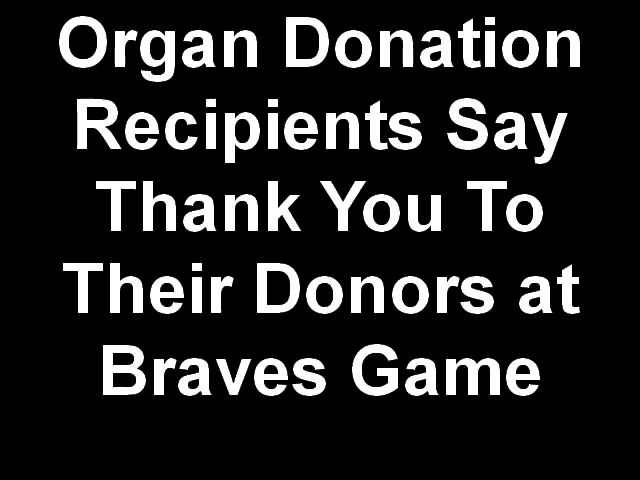 Organ Donation
Recipients Say
Thank You To
Their Donors at
Braves Game